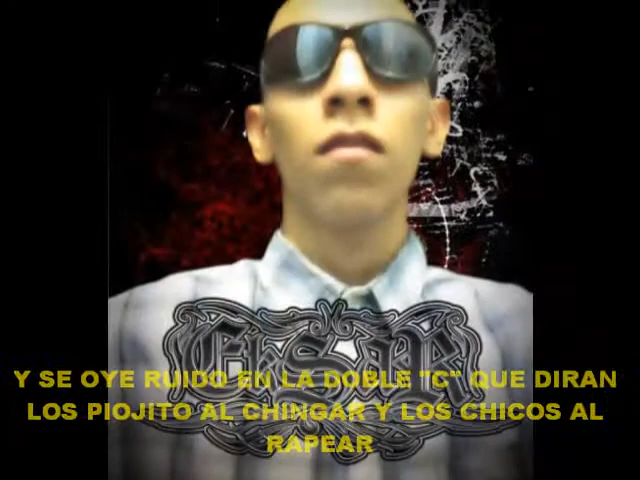 Y SE OYE RUIDO EN LA DOBLE "C" QUE DIRAN
LOS PIOJITO AL CHINGAR Y LOS CHICOS AL
RAPEAR